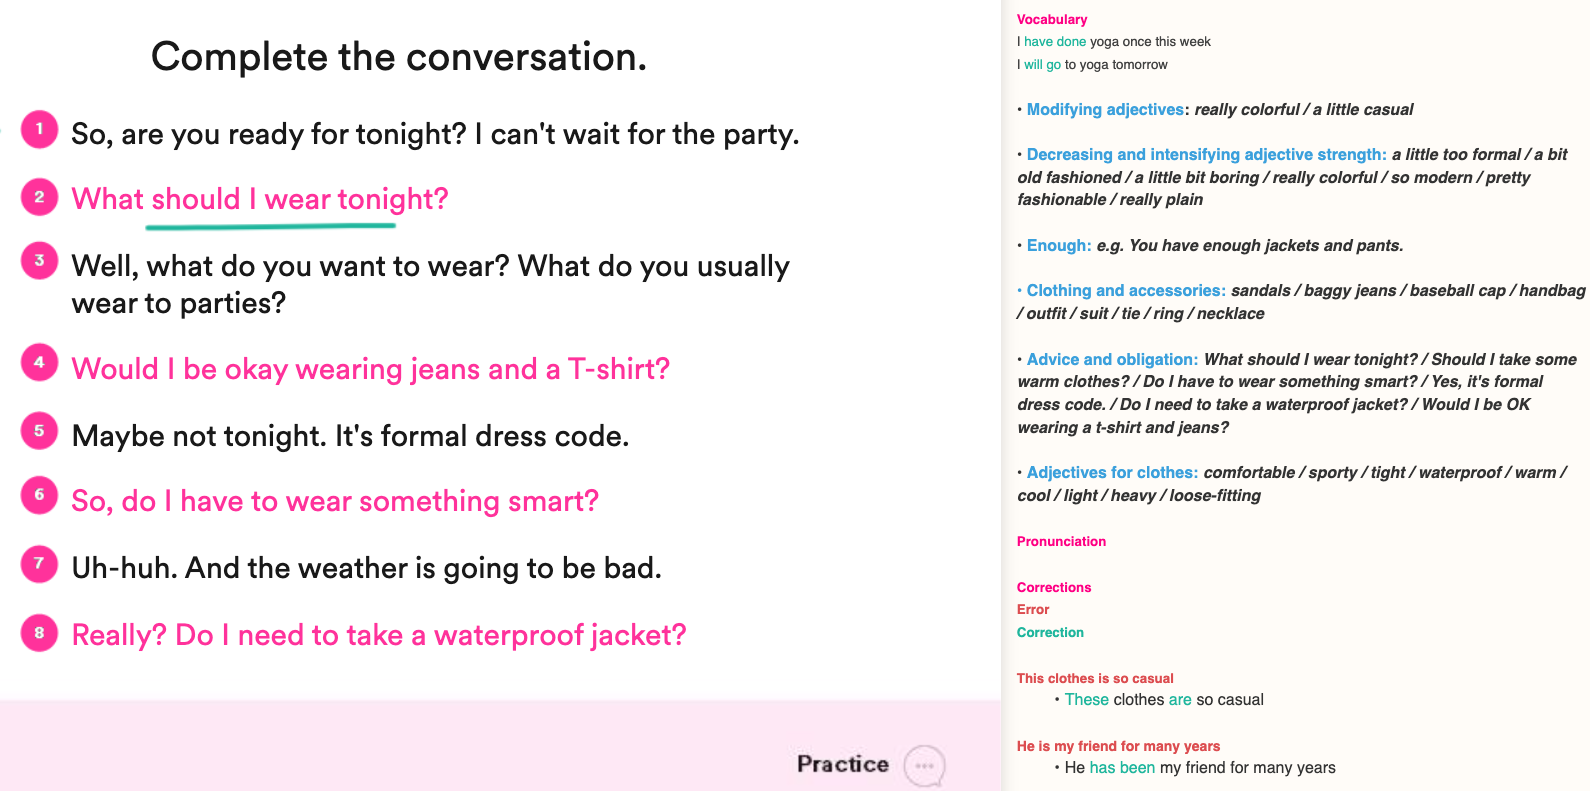 Complete the conversation.
1 So, are you ready for tonight? I can't wait for the party.
2 What should I wear tonight?
3 Well, what do you want to wear? What do you usually
wear to parties?
4 Would I be okay wearing jeans and a T-shirt?
5 Maybe not tonight. It's formal dress code.
6 So, do I have to wear something smart?
7 Uh-huh. And the weather is going to be bad.
8 Really? Do I need to take a waterproof jacket?
Practice
Vocabulary
I have done yoga once this week
I will go to yoga tomorrow
• Modifying adjectives: really colorful / a little casual
• Decreasing and intensifying adjective strength: a little too formal / a bit
old fashioned / a little bit boring / really colorful / so modern / pretty
fashionable / really plain
• Enough: e.g. You have enough jackets and pants.
• Clothing and accessories: sandals / baggy jeans / baseball cap / handbag
/ outfit / suit / tie / ring / necklace
• Advice and obligation: What should I wear tonight? / Should I take some
warm clothes? / Do I have to wear something smart? / Yes, it's formal
dress code. / Do I need to take a waterproof jacket? / Would I be OK
wearing a t-shirt and jeans?
• Adjectives for clothes: comfortable / sporty / tight / waterproof / warm /
cool / light / heavy / loose-fitting
Pronunciation
Corrections
Error
Correction
This clothes is so casual
• These clothes are so casual
He is my friend for many years
• He has been my friend for many years